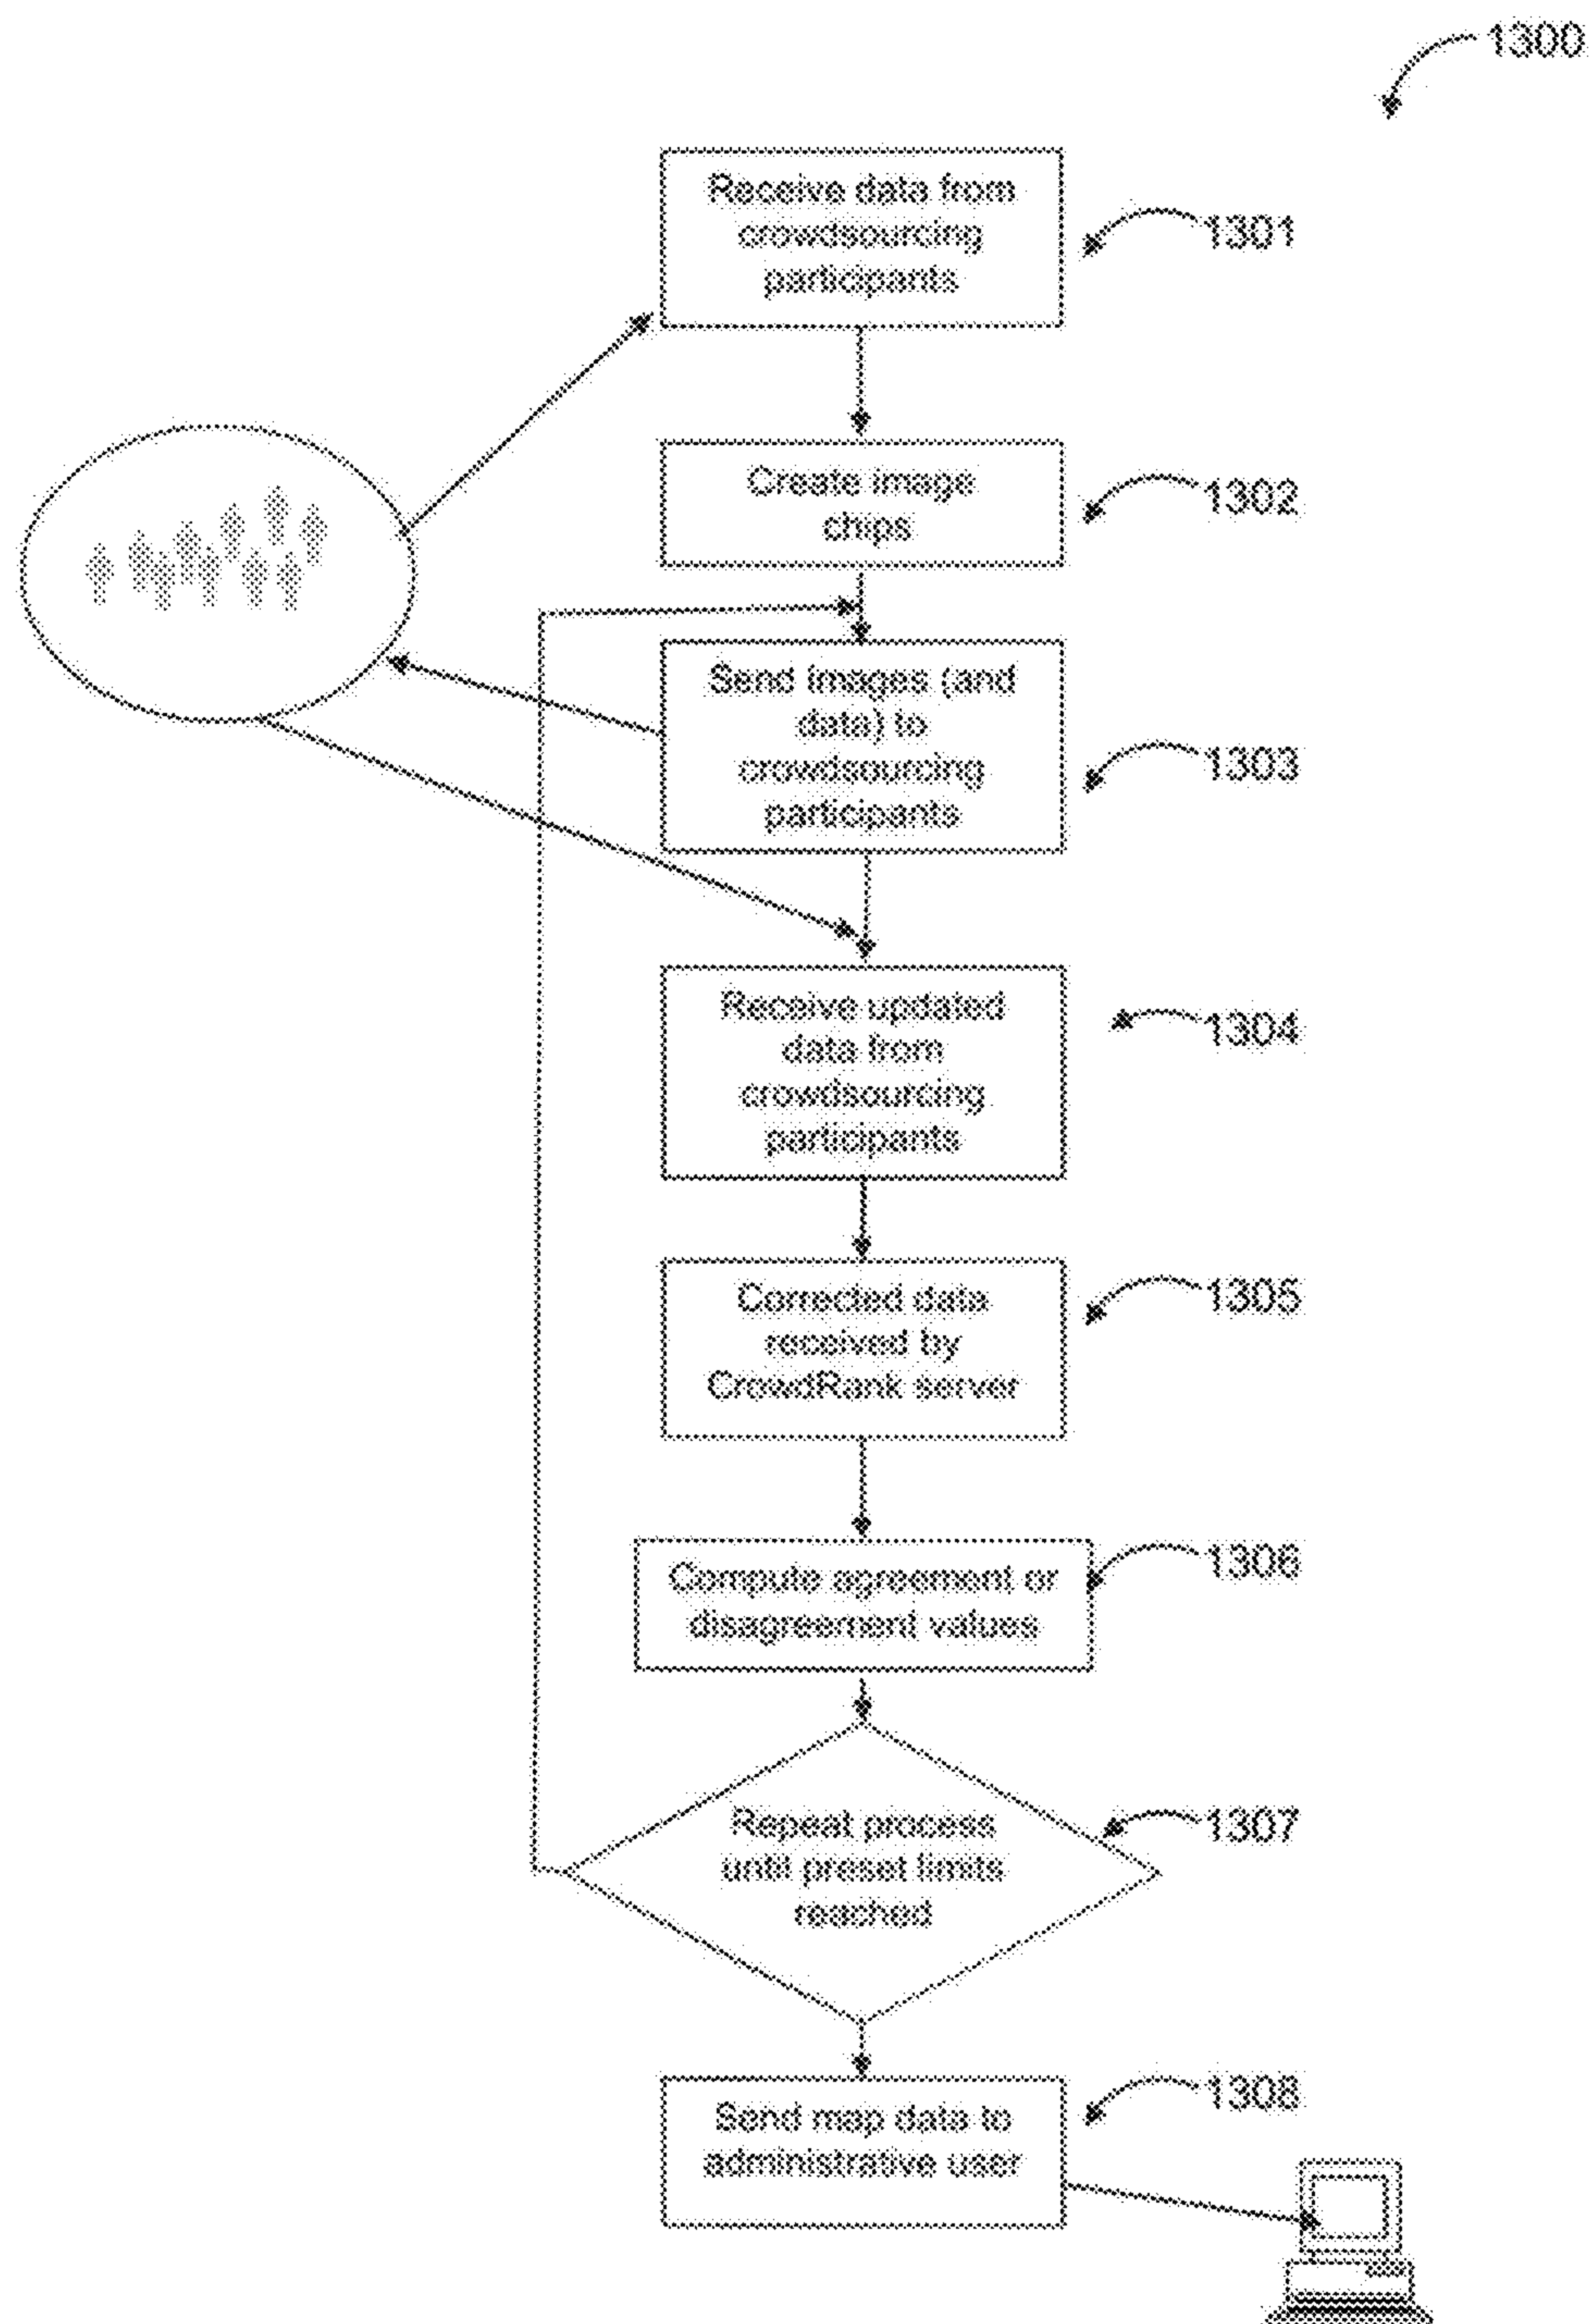 1300
Receive data from
crowdsourcing
participants
1301
Create image
chips
1302
Send images (and
data) to
crowdsourcing
participants
1303
Receive updated
data from
crowdsourcing
participants
1304
Corrected data
received by
CrowdRank server
1305
Compute agreement or
disagreement values
1306
Repeat process
until preset limits
reached
1307
Send map data to
administrative user
1308